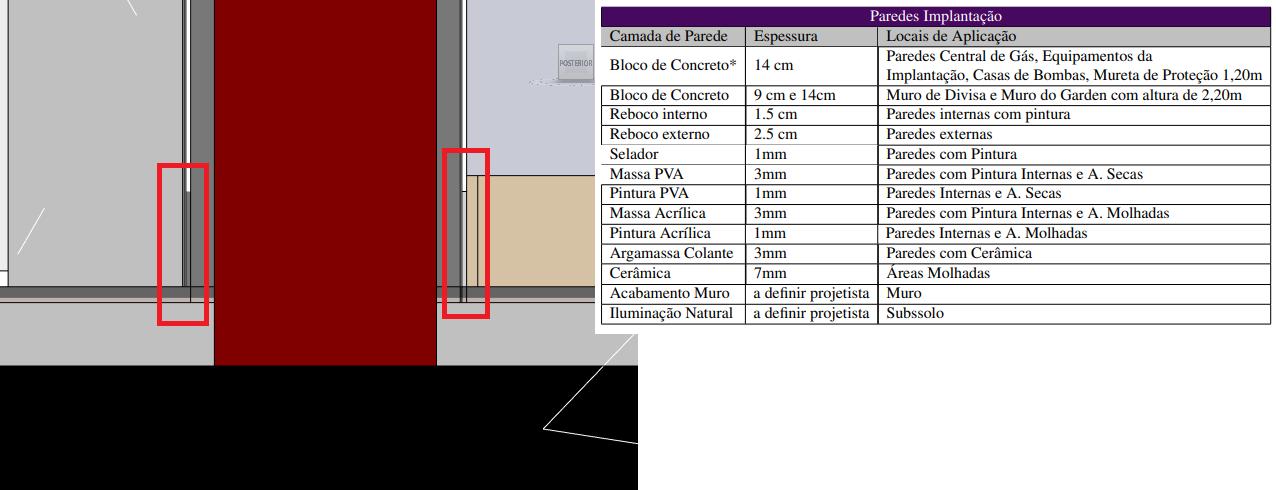 POSTERIOR
Paredes Implantação
Camada de Parede Espessura Locais de Aplicação
Bloco de Concreto* 14 cm Paredes Central de Gás, Equipamentos da
Implantação, Casas de Bombas, Mureta de Proteção 1,20m
Bloco de Concreto 9 cm e 14cm Muro de Divisa e Muro do Garden com altura de 2,20m
Reboco interno 1.5 cm Paredes internas com pintura
Reboco externo 2.5 cm Paredes externas
Selador 1mm Paredes com Pintura
Massa PVA 3mm Paredes com Pintura Internas e A. Secas
Pintura PVA 1mm Paredes Internas e A. Secas
Massa Acrílica 3mm Paredes com Pintura Internas e A. Molhadas
Pintura Acrílica 1mm Paredes Internas e A. Molhadas
Argamassa Colante 3mm Paredes com Cerâmica
Cerâmica 7mm Áreas Molhadas
Acabamento Muro a definir projetista Muro
Iluminação Natural a definir projetista Subssolo